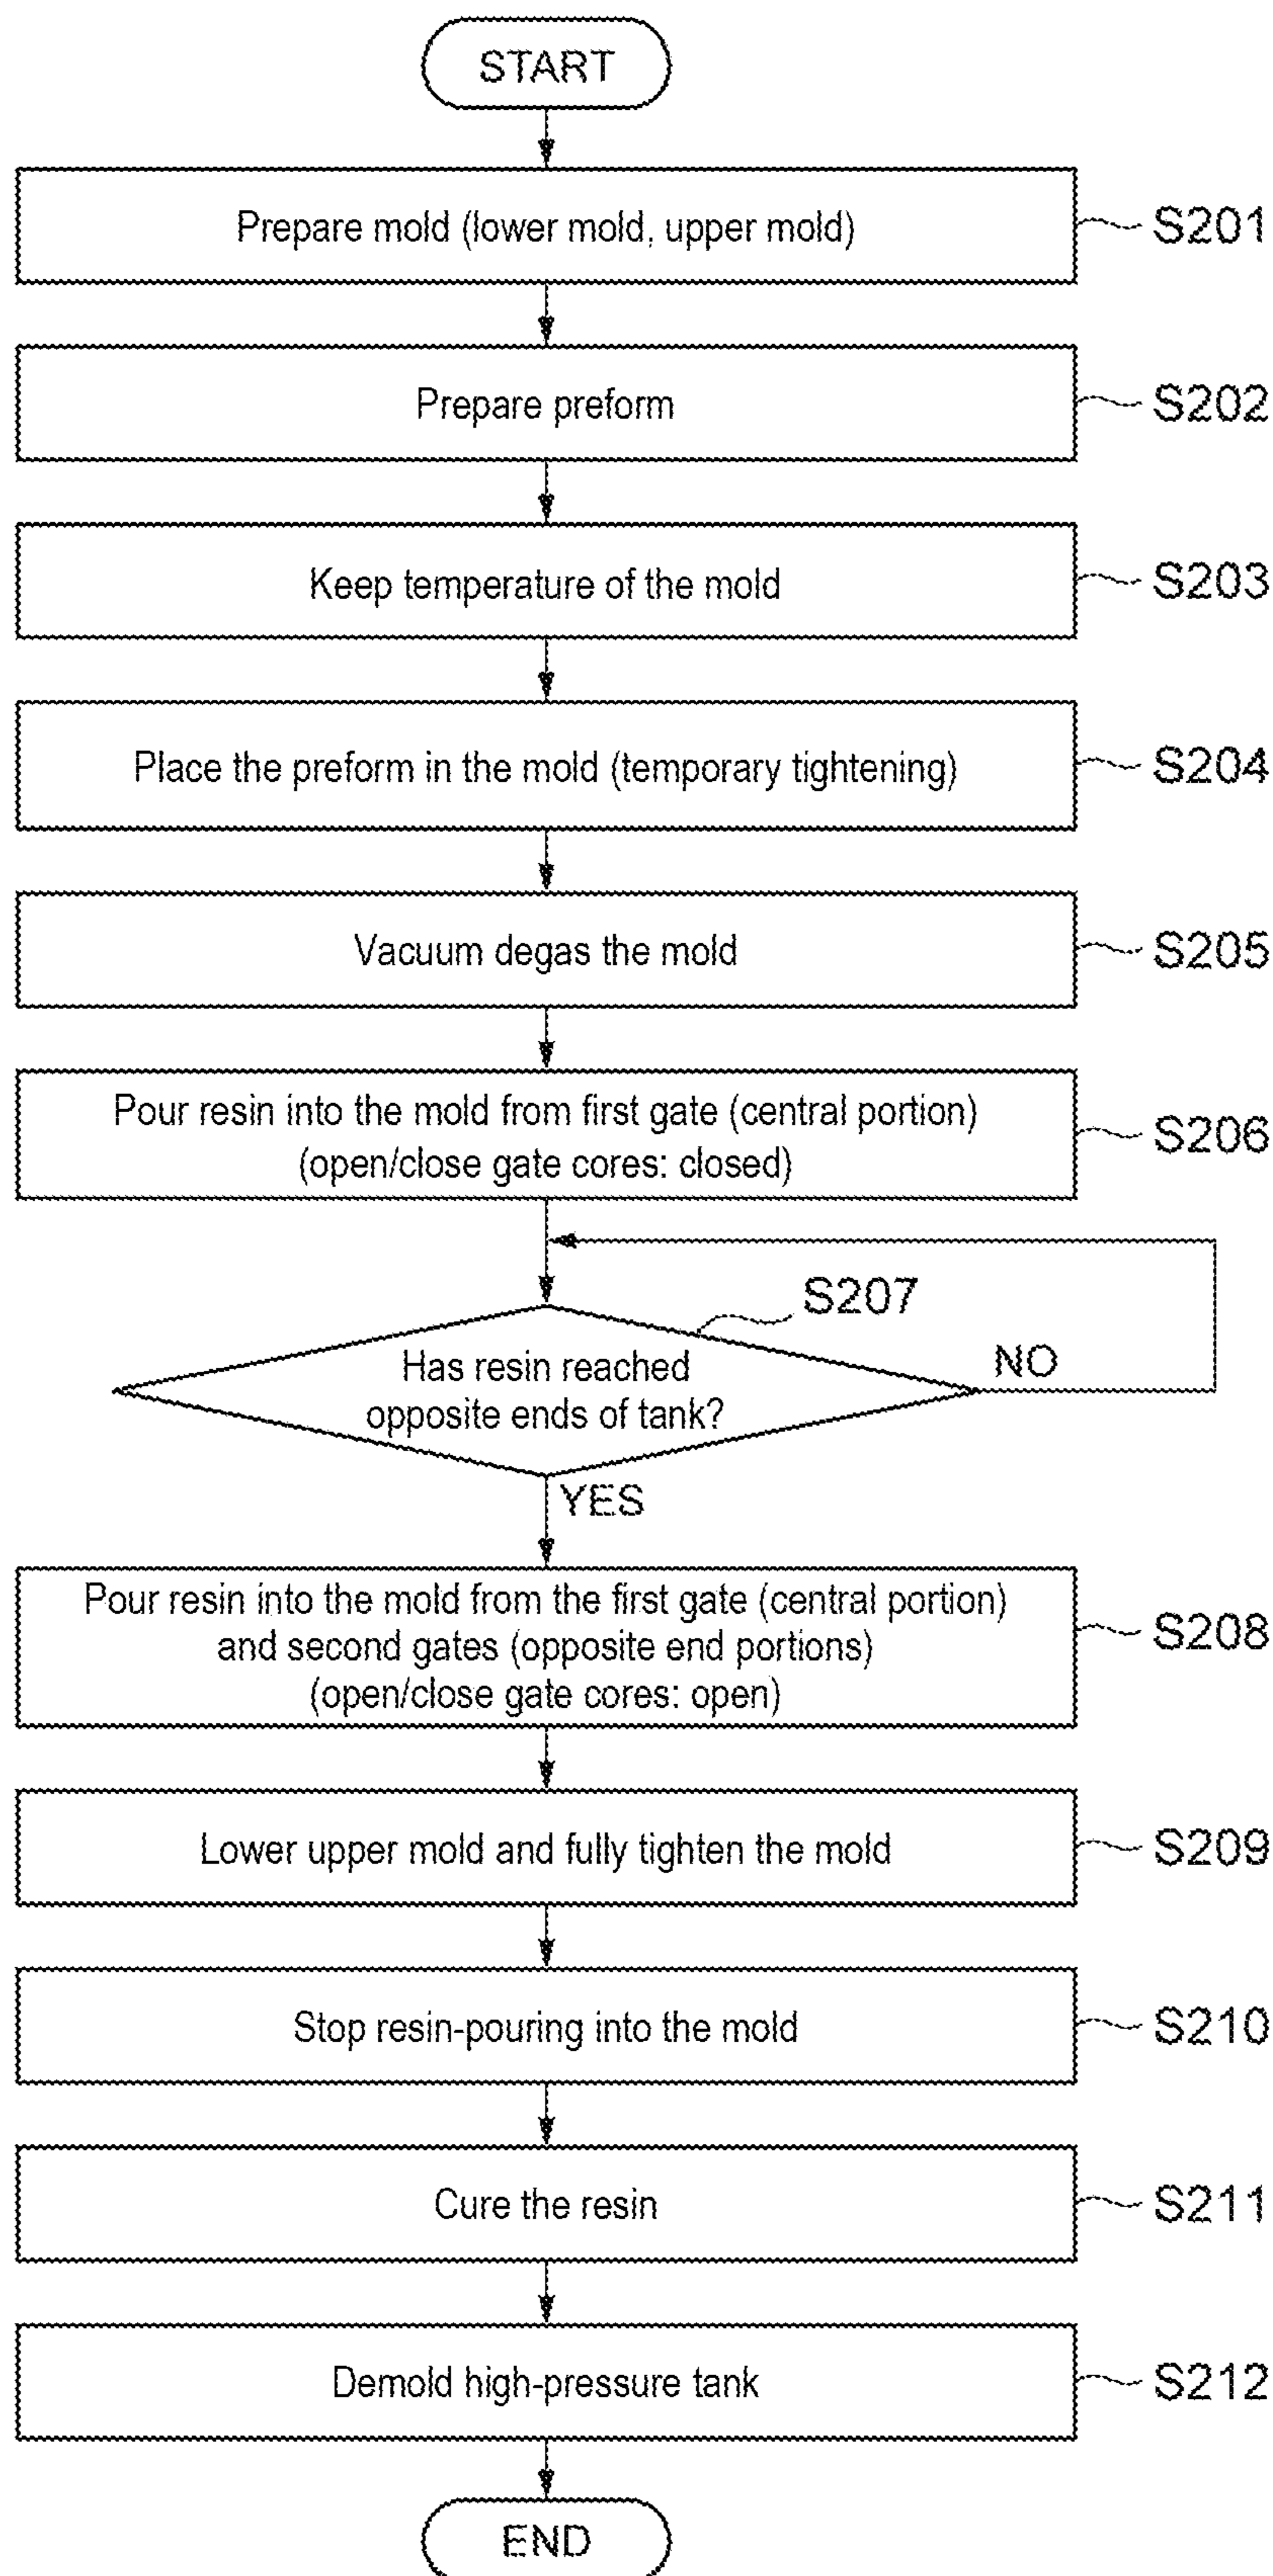 START
Prepare mold (lower mold, upper mold)
S201
Prepare preform
S202
Keep temperature of the mold
S203
Place the preform in the mold (temporary tightening)
S204
Vacuum degas the mold
S205
Pour resin into the mold from first gate (central portion)
(open/close gate cores: closed)
S206
S207
Has resin reached
opposite ends of tank?
NO
YES
Pour resin into the mold from the first gate (central portion)
and second gates (opposite end portions)
(open/close gate cores: open)
S208
Lower upper mold and fully tighten the mold
S209
Stop resin-pouring into the mold
S210
Cure the resin
S211
Demold high-pressure tank
S212
END